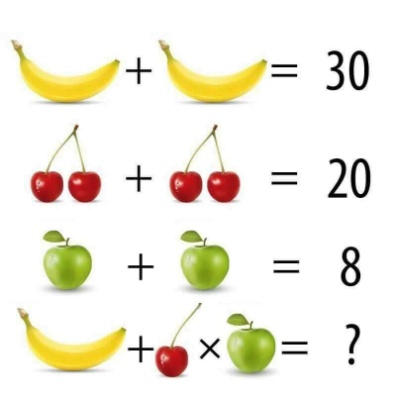 + = 30
+ = 20
+ = 8
+ × = ?